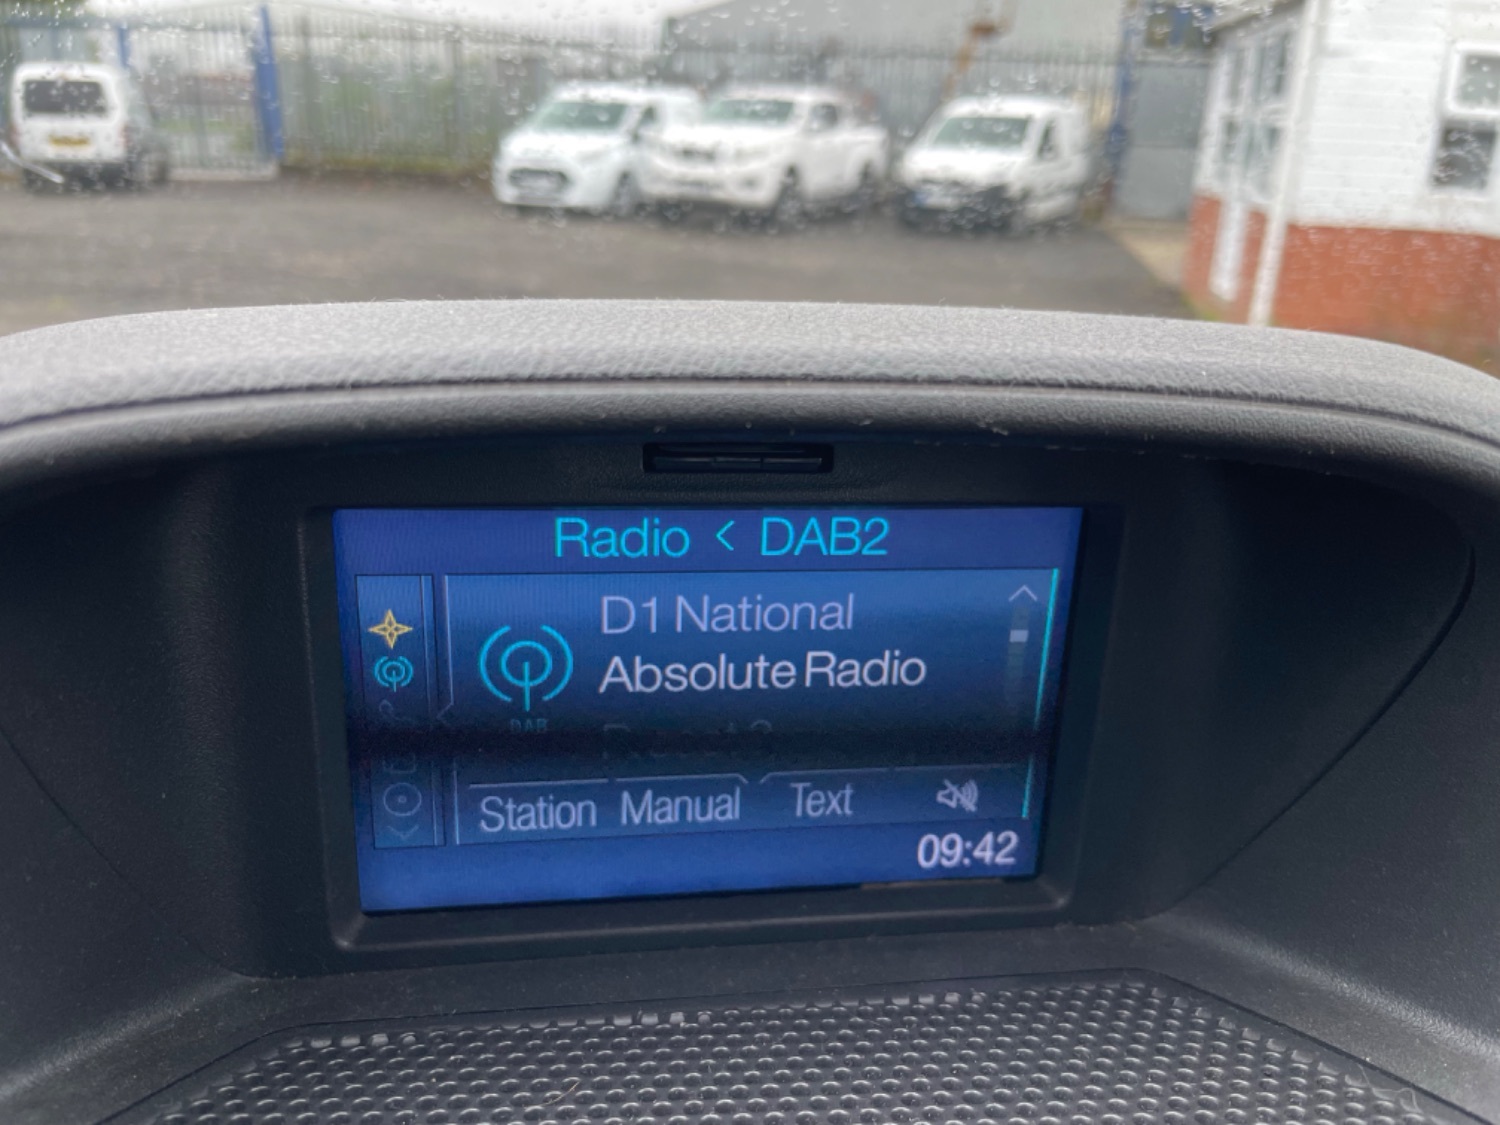 Radio < DAB2
D1 National
Absolute Radio
DAB
Station Manual Text
09:42